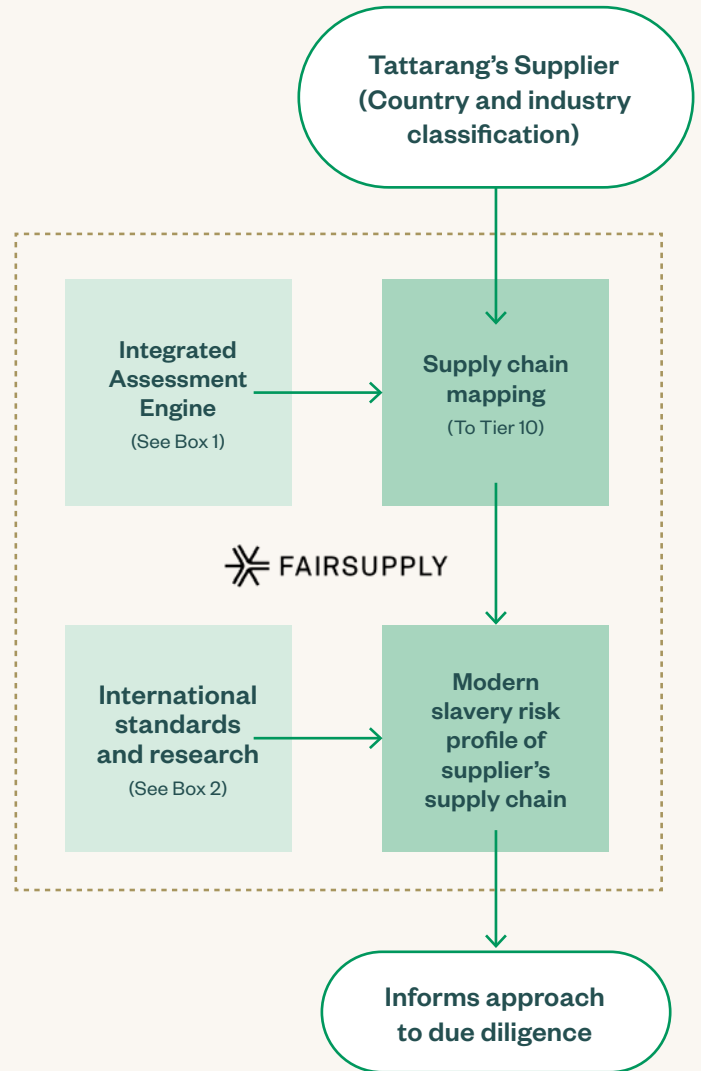 Tattarang’s Supplier
(Country and industry
classification)
Integrated
Assessment
Engine
(See Box 1)
Supply chain
mapping
(To Tier 10)
FAIRSUPPLY
International
standards
and research
(See Box 2)
Modern
slavery risk
profile of
supplier’s
supply chain
Informs approach
to due diligence